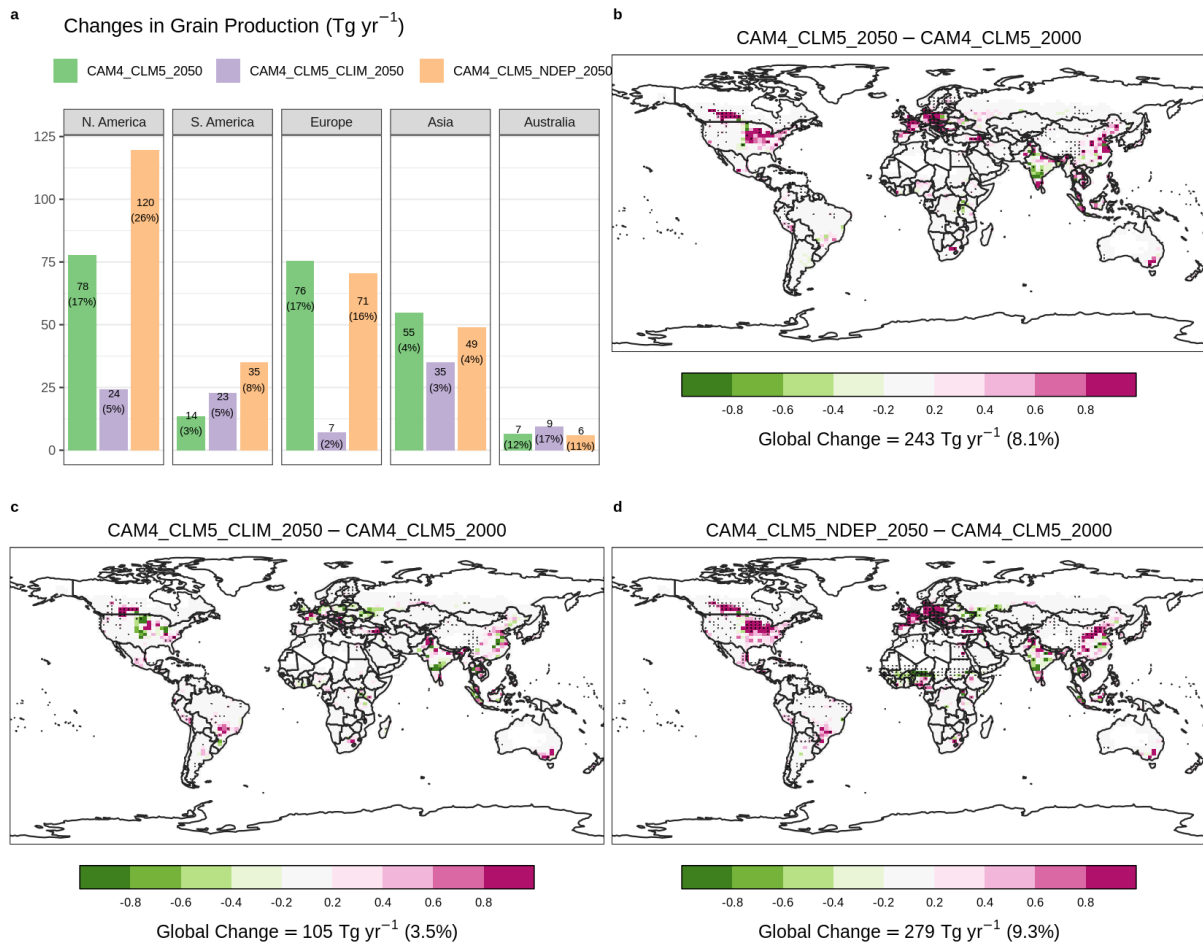 a
Changes in Grain Production (Tg yr−1)
CAM4_CLM5_2050 CAM4_CLM5_CLIM_2050 CAM4_CLM5_NDEP_2050
N. America S. America Europe Asia Australia
125
100
75
50
25
0
78
(17%)
24
(5%)
120
(26%)
14
(3%)
23
(5%)
35
(8%)
76
(17%)
7
(2%)
71
(16%)
55
(4%)
35
(3%)
49
(4%)
7
(12%)
9
(17%)
6
(11%)
b
CAM4_CLM5_2050 − CAM4_CLM5_2000
-0.8 -0.6 -0.4 -0.2 0.2 0.4 0.6 0.8
Global Change = 243 Tg yr−1 (8.1%)
c
CAM4_CLM5_CLIM_2050 − CAM4_CLM5_2000
-0.8 -0.6 -0.4 -0.2 0.2 0.4 0.6 0.8
Global Change = 105 Tg yr−1 (3.5%)
d
CAM4_CLM5_NDEP_2050 − CAM4_CLM5_2000
-0.8 -0.6 -0.4 -0.2 0.2 0.4 0.6 0.8
Global Change = 279 Tg yr−1 (9.3%)